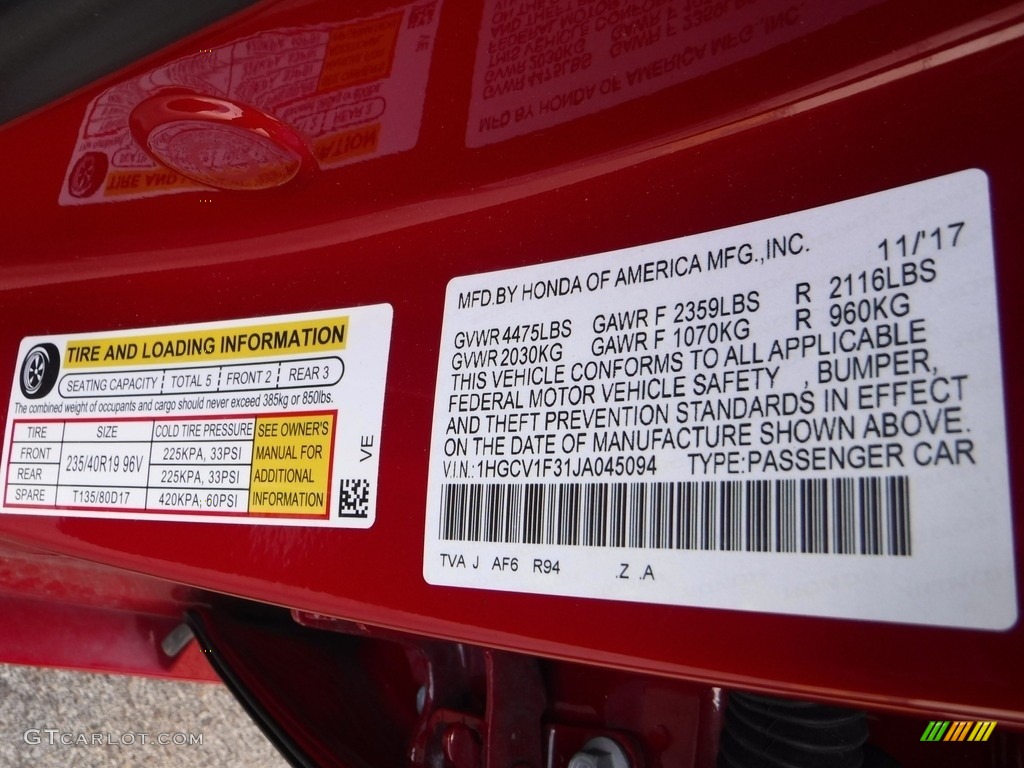 TIRE AND LOADING INFORMATION
SEATING CAPACITY TOTAL 5 FRONT 2 REAR 3
The combined weight of occupants and cargo should never exceed 385kg or 850lbs.
TIRE SIZE COLD TIRE PRESSURE
FRONT 235/40R19 96V 225KPA, 33PSI
REAR 225KPA, 33PSI
SPARE T135/80D17 420KPA, 60PSI
SEE OWNER'S
MANUAL FOR
ADDITIONAL
INFORMATION
VE
MFD.BY HONDA OF AMERICA MFG.,INC. 11/'17
GVWR 4475LBS GAWR F 2359LBS R 2116LBS
GVWR 2030KG GAWR F 1070KG R 960KG
THIS VEHICLE CONFORMS TO ALL APPLICABLE
FEDERAL MOTOR VEHICLE SAFETY , BUMPER,
AND THEFT PREVENTION STANDARDS IN EFFECT
ON THE DATE OF MANUFACTURE SHOWN ABOVE.
V.I.N.:1HGCV1F31JA045094 TYPE:PASSENGER CAR
TVA J AF6 R94 .Z .A
GTCARLOT.COM